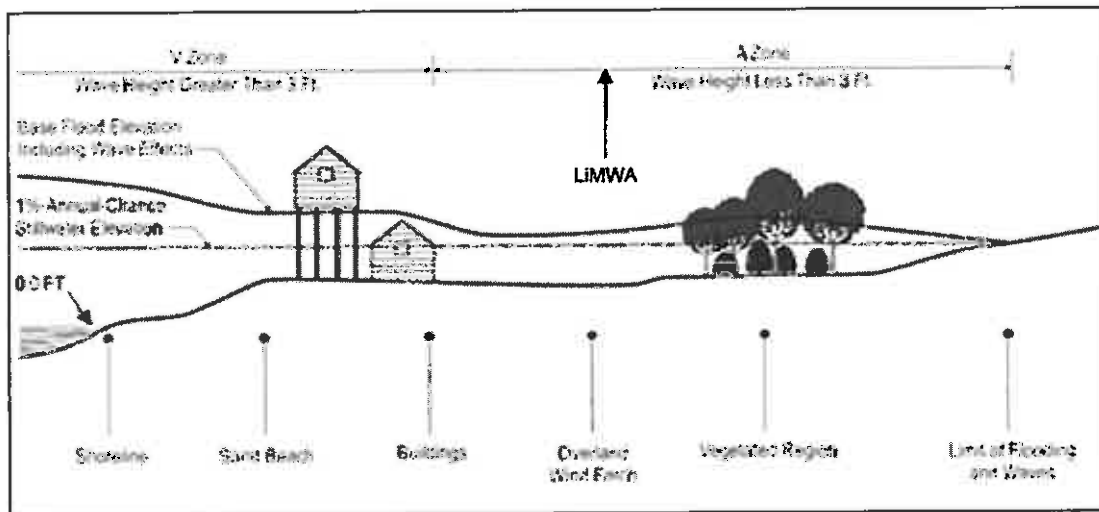 V Zone
A Zone
Wave Height Greater Than 3 Ft.
Wave Height Less Than 3 Ft.
Base Flood Elevation
Including Wave Effects
LiMWA
1%-Annual-Chance
Stillwater Elevation
0.0 FT
Shoreline
Sand Beach
Buildings
Overland
Wind Fetch
Vegetated Region
Limit of Flooding
and Waves